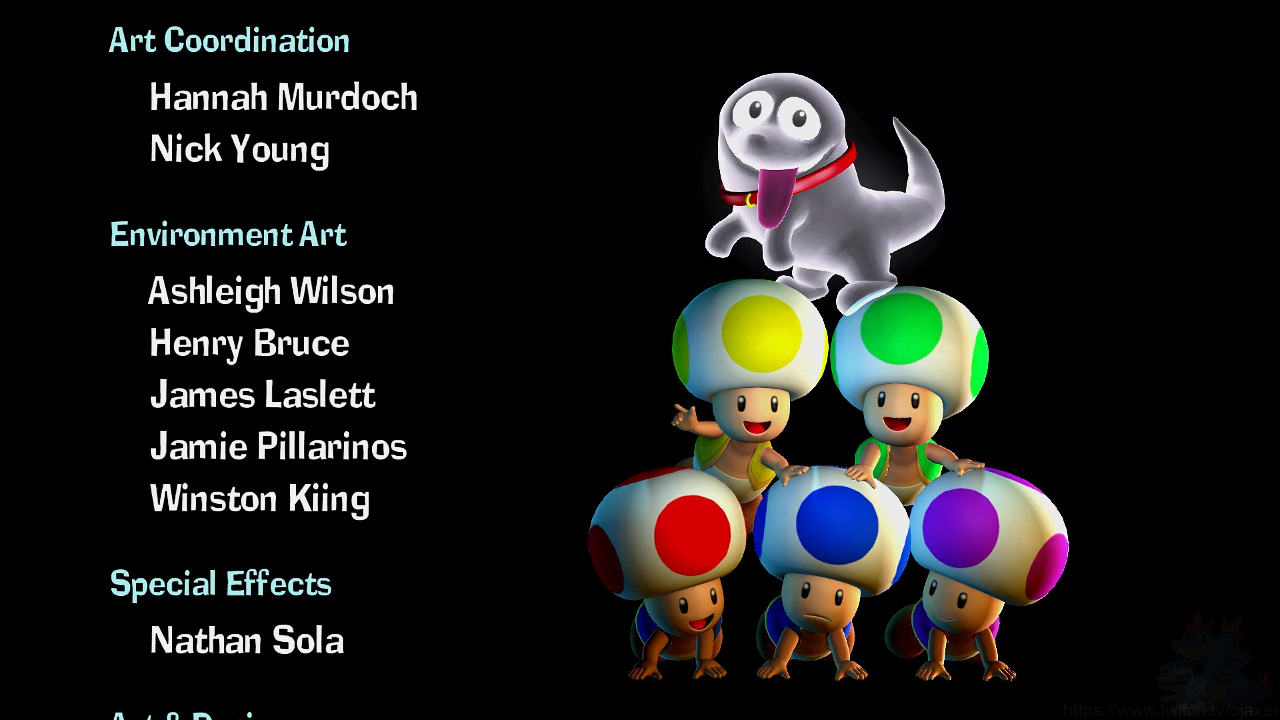 Art Coordination
Hannah Murdoch
Nick Young
Environment Art
Ashleigh Wilson
Henry Bruce
James Laslett
Jamie Pillarinos
Winston Kiing
Special Effects
Nathan Sola
Art &